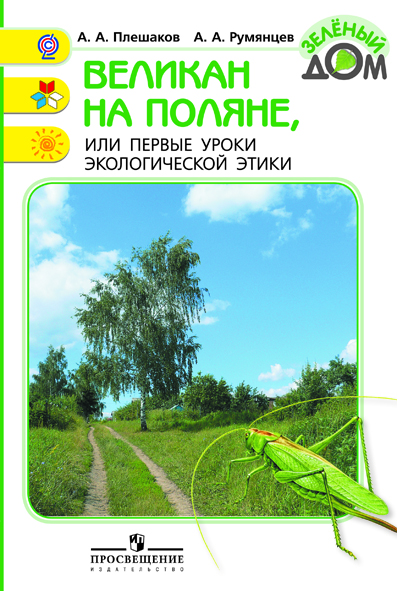 А. А. Плешаков А. А. Румянцев
ЗЕЛЁНЫЙ
ДОМ
ВЕЛИКАН
НА ПОЛЯНЕ,
ИЛИ ПЕРВЫЕ УРОКИ
ЭКОЛОГИЧЕСКОЙ ЭТИКИ
ПРОСВЕЩЕНИЕ
ИЗДАТЕЛЬСТВО